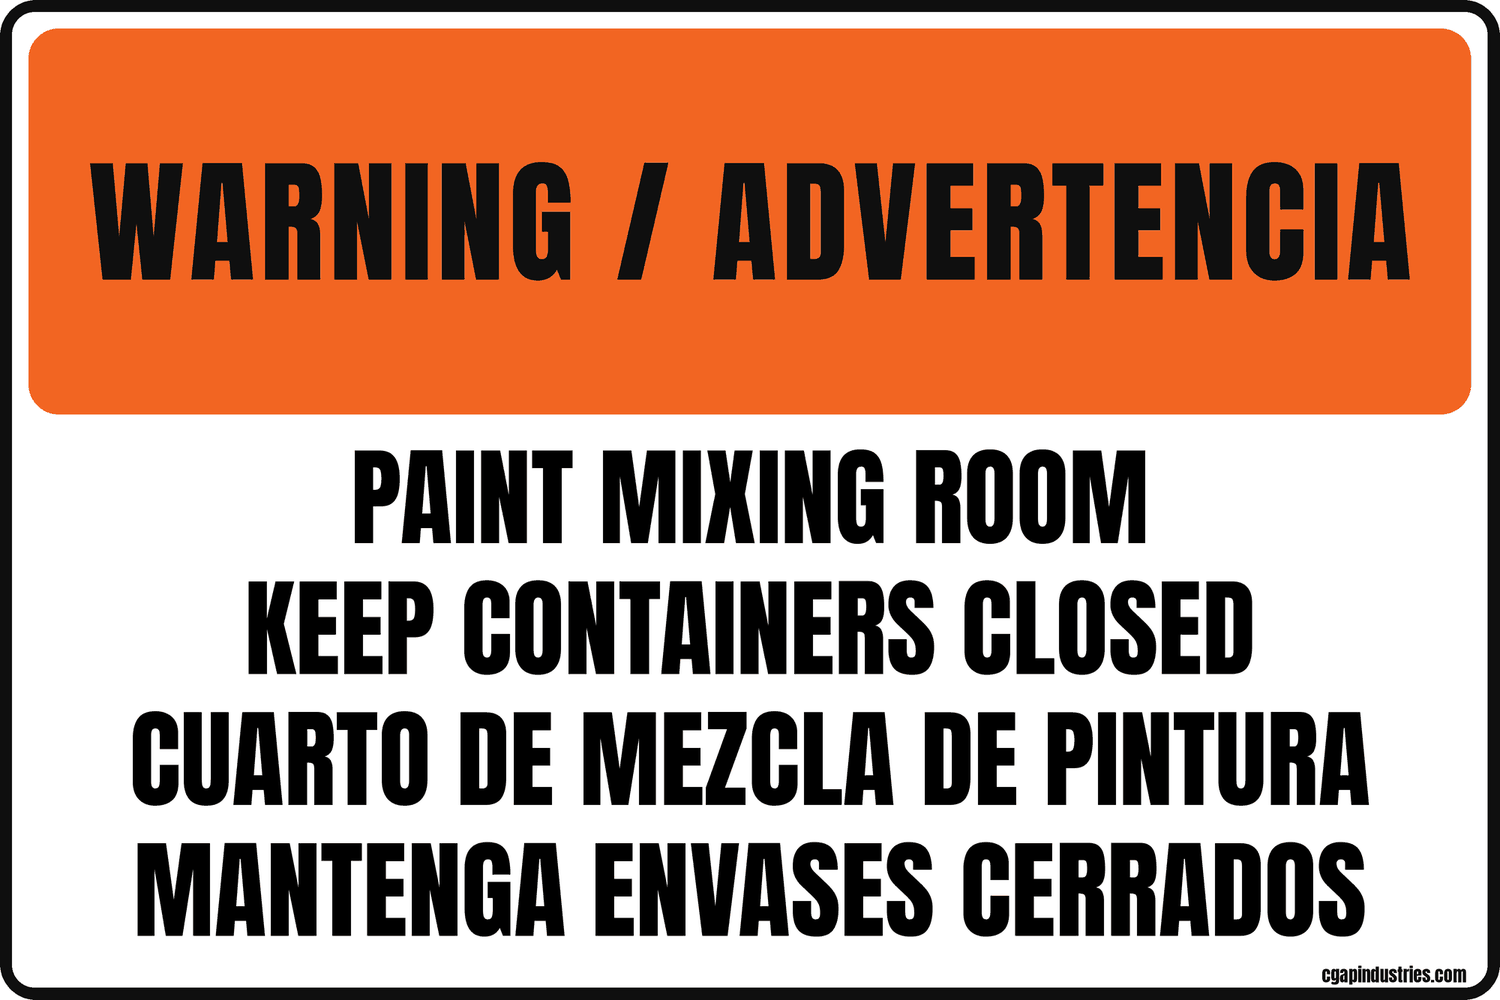 WARNING / ADVERTENCIA
PAINT MIXING ROOM
KEEP CONTAINERS CLOSED
CUARTO DE MEZCLA DE PINTURA
MANTENGA ENVASES CERRADOS
cgapindustries.com